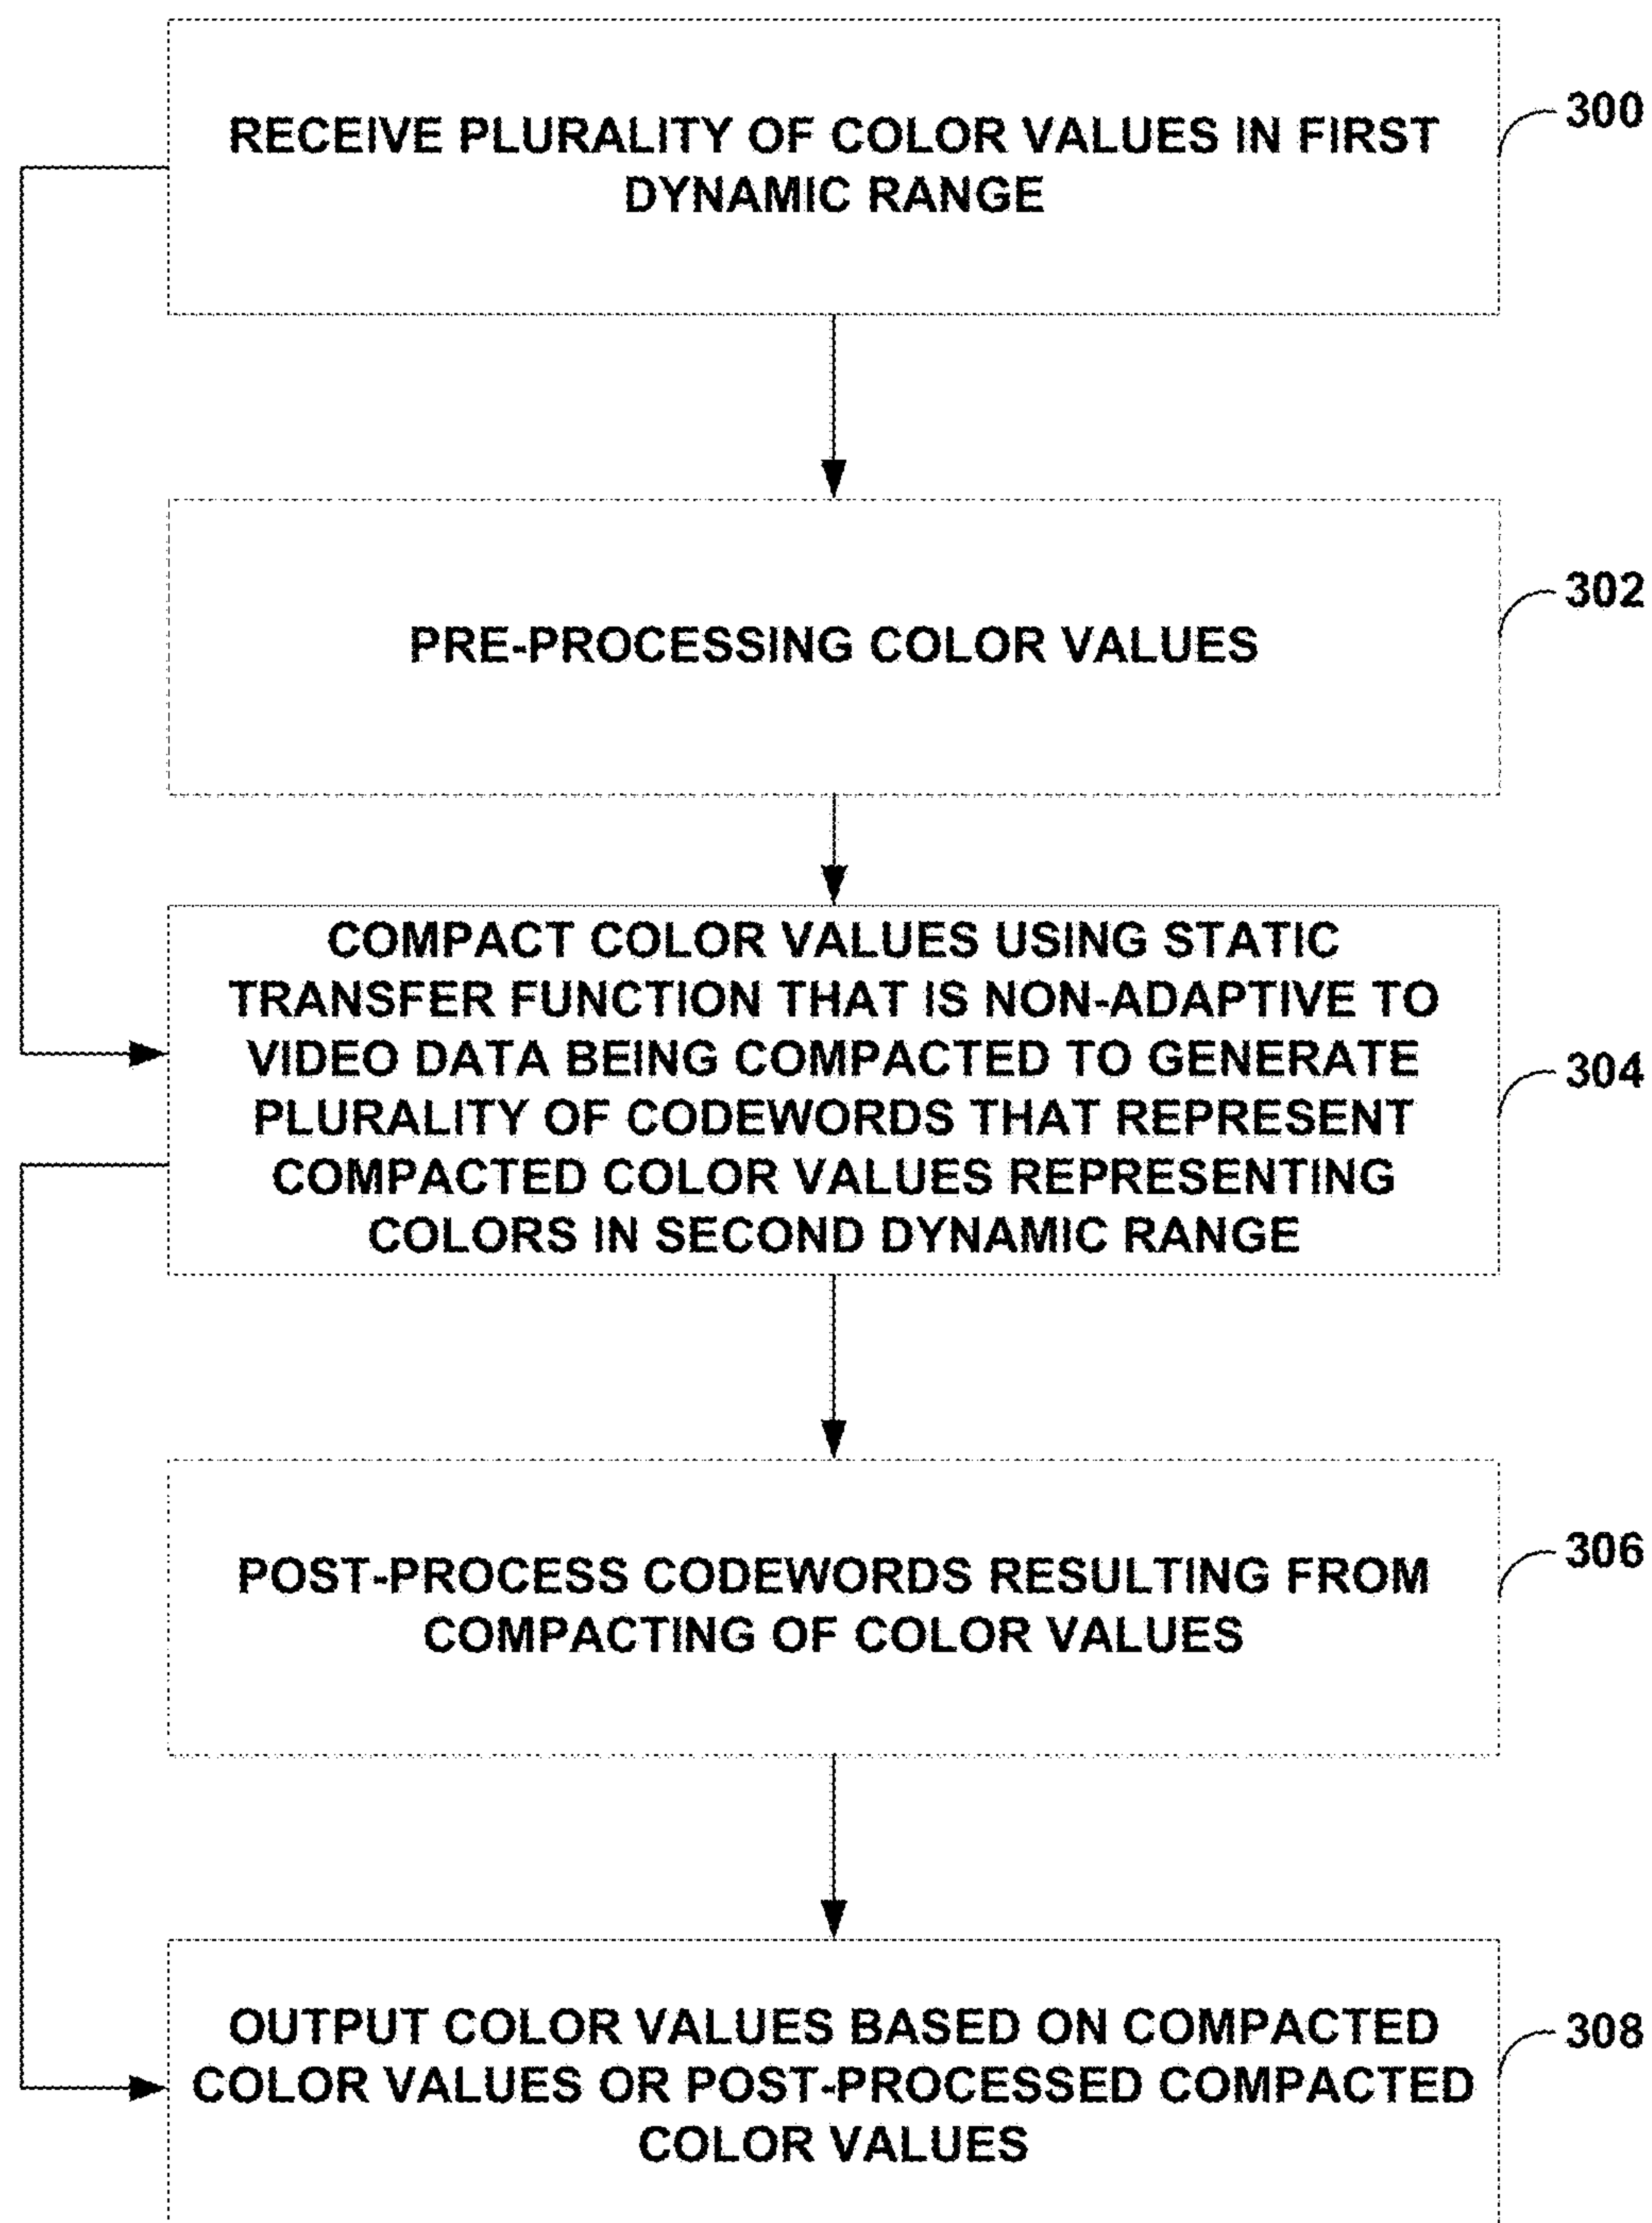 RECEIVE PLURALITY OF COLOR VALUES IN FIRST
DYNAMIC RANGE
300
PRE-PROCESSING COLOR VALUES
302
COMPACT COLOR VALUES USING STATIC
TRANSFER FUNCTION THAT IS NON-ADAPTIVE TO
VIDEO DATA BEING COMPACTED TO GENERATE
PLURALITY OF CODEWORDS THAT REPRESENT
COMPACTED COLOR VALUES REPRESENTING
COLORS IN SECOND DYNAMIC RANGE
304
POST-PROCESS CODEWORDS RESULTING FROM
COMPACTING OF COLOR VALUES
306
OUTPUT COLOR VALUES BASED ON COMPACTED
COLOR VALUES OR POST-PROCESSED COMPACTED
COLOR VALUES
308